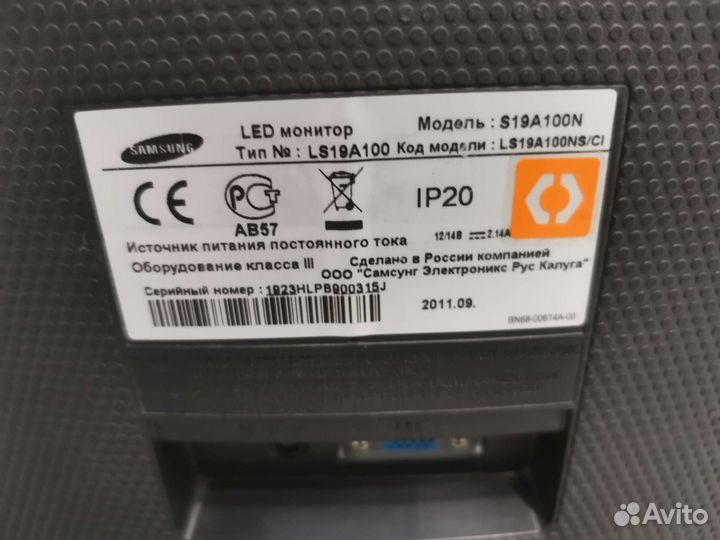 SAMSUNG
LED монитор Модель : S19A100N
Тип № : LS19A100 Код модели : LS19A100NS/CI
CE РСТ IP20
АВ57
Источник питания постоянного тока 12/14В 2.14A
Оборудование класса III Сделано в России компанией
ООО "Самсунг Электроникс Рус Калуга"
Серийный номер : 1923HLPB900315J
2011.09.
BN68-00614A-00
Avito